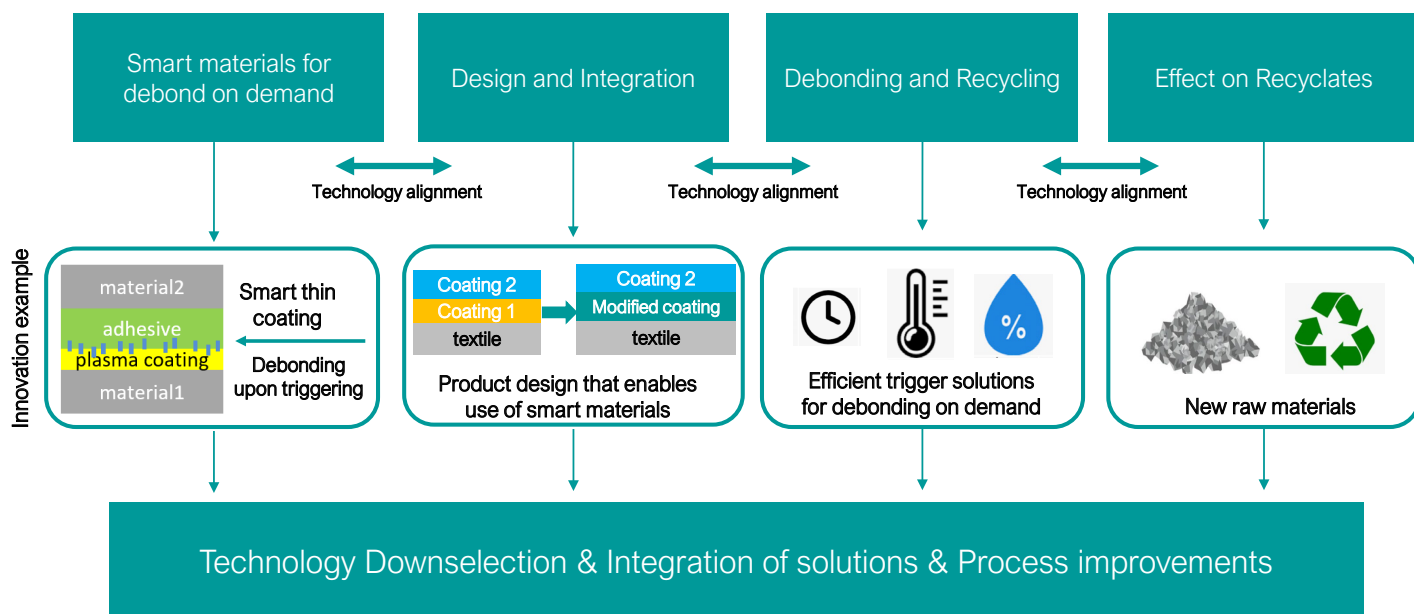 Smart materials for
debond on demand
Design and Integration
Debonding and Recycling
Effect on Recyclates
Technology alignment
Technology alignment
Technology alignment
Innovation example
material2
adhesive
plasma coating
material1
Smart thin
coating
Debonding
upon triggering
Coating 2
Coating 1
textile
Coating 2
Modified coating
textile
Product design that enables
use of smart materials
%
Efficient trigger solutions
for debonding on demand
New raw materials
Technology Downselection & Integration of solutions & Process improvements